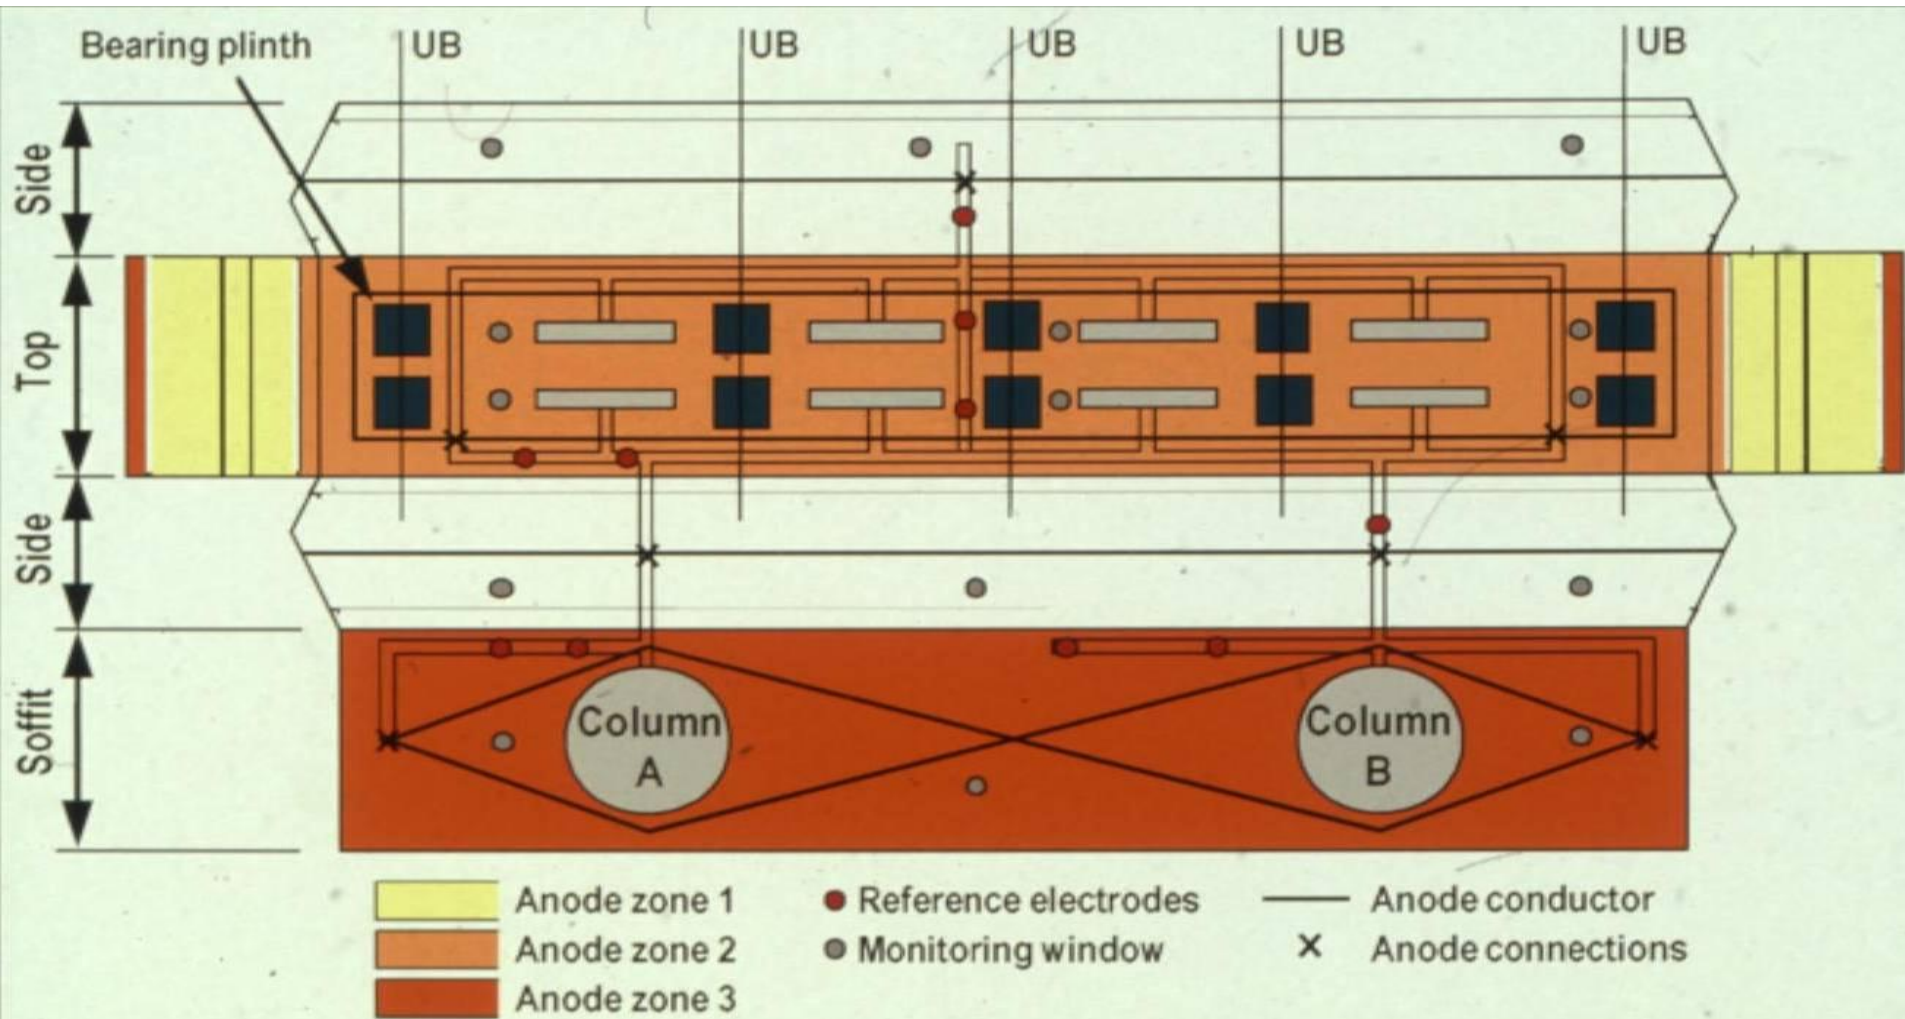 Bearing plinth
UB
UB
UB
UB
UB
Side
Top
Side
Soffit
Column
A
Column
B
Anode zone 1
Anode zone 2
Anode zone 3
Reference electrodes
Monitoring window
Anode conductor
Anode connections